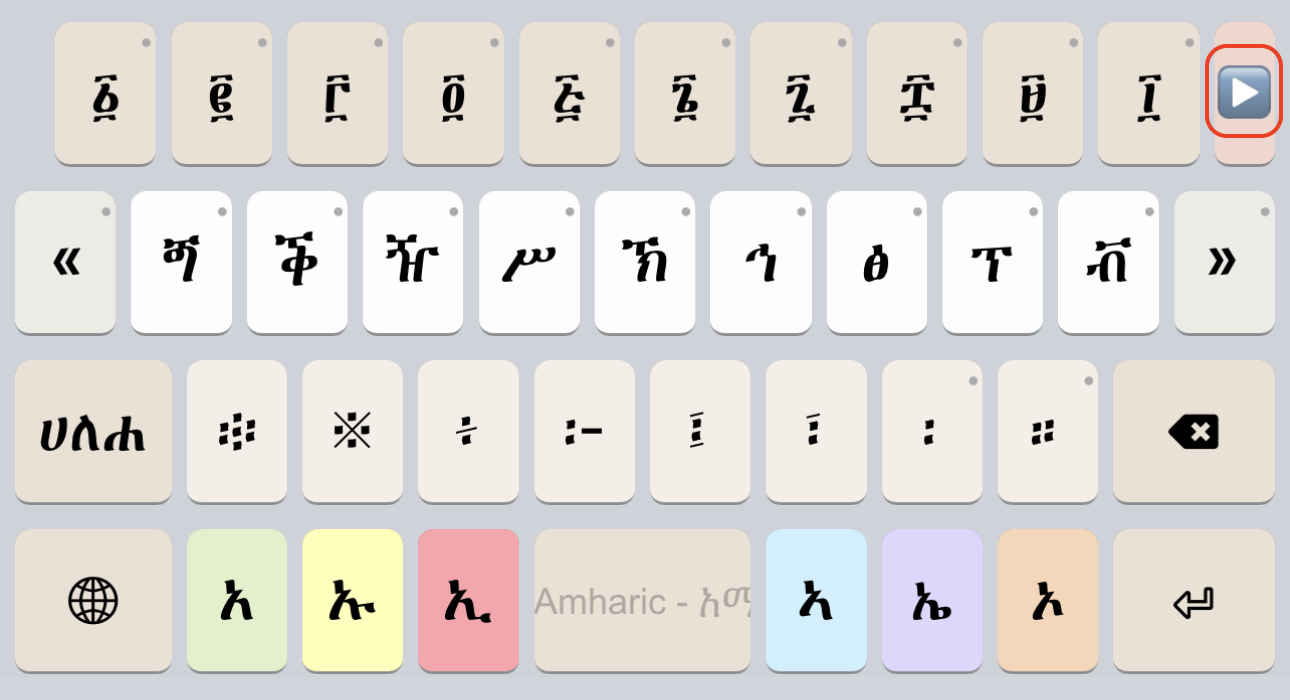 ፩ ፪ ፫ ፬ ፭ ፮ ፯ ፰ ፱ ፲ ▶
« ጝ ቕ ዥ ሥ ኽ ኅ ፅ ፕ ቭ »
ሀለሐ ፨ ※ ፥ ፦ ፤ ፣ ፡ ።
አ ኡ ኢ Amharic - አማ ኣ ኤ ኦ